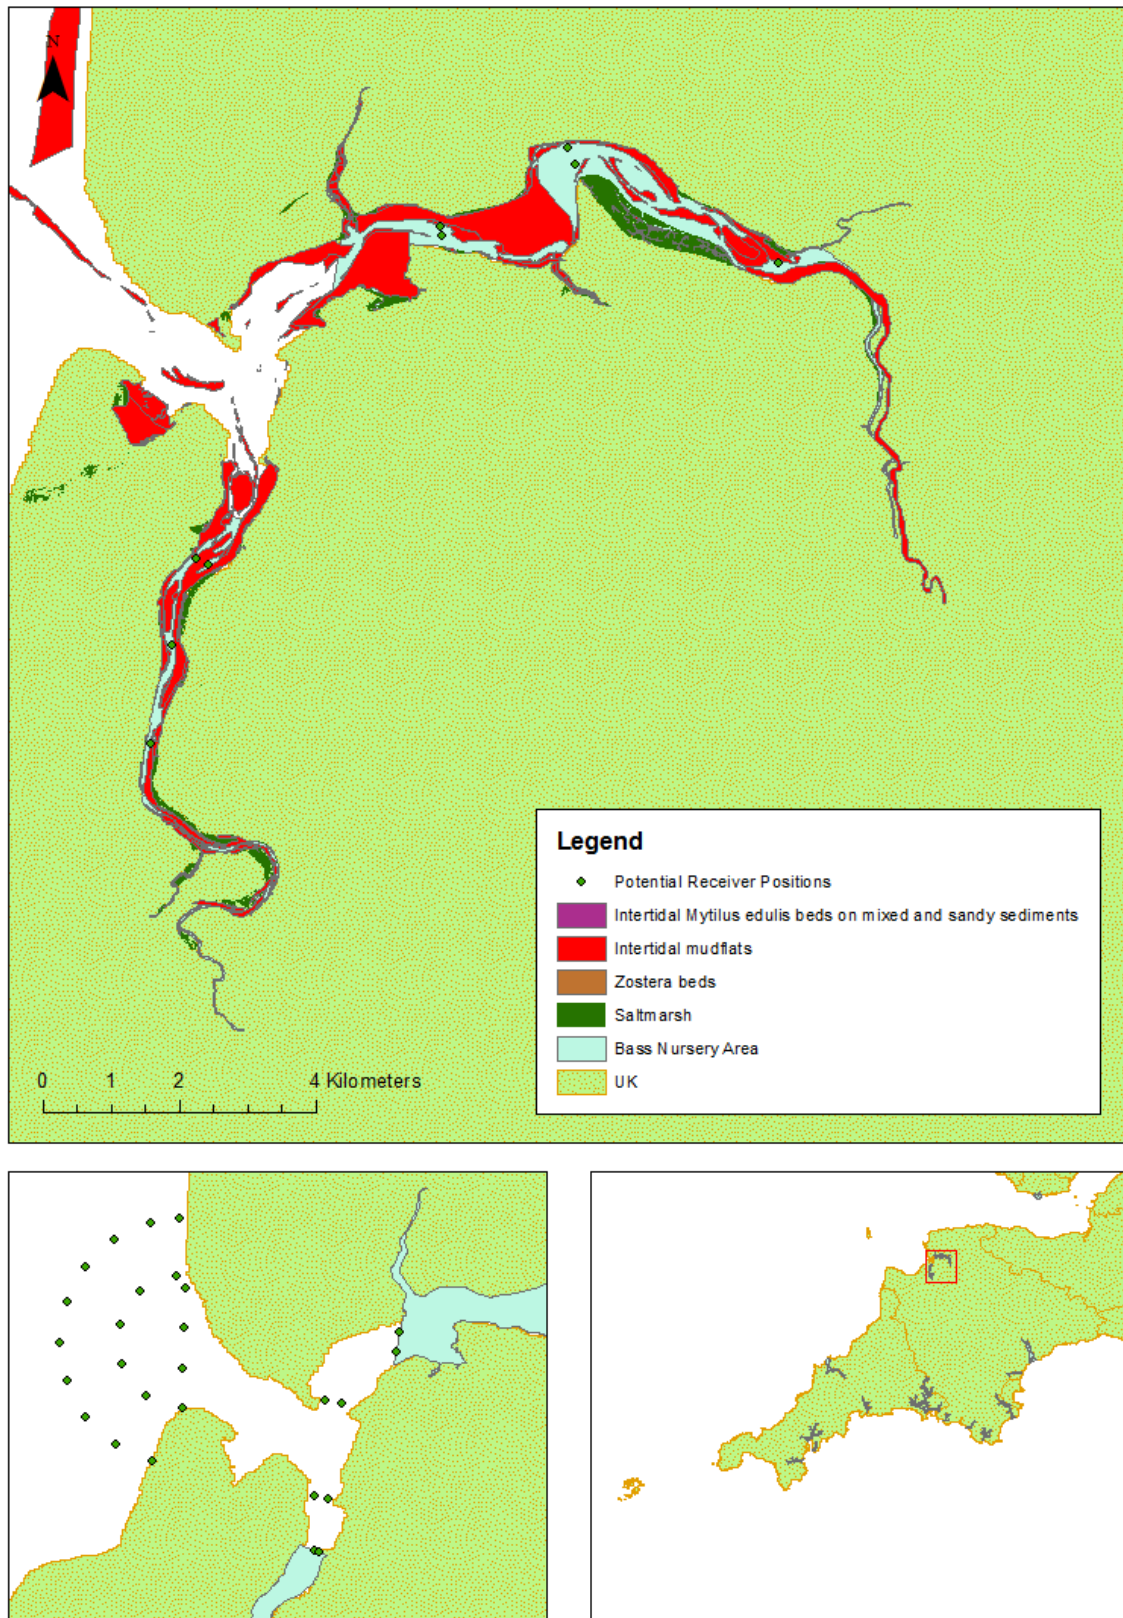 N
Legend
Potential Receiver Positions
Intertidal Mytilus edulis beds on mixed and sandy sediments
Intertidal mudflats
Zostera beds
Saltmarsh
Bass Nursery Area
UK
0 1 2 4 Kilometers